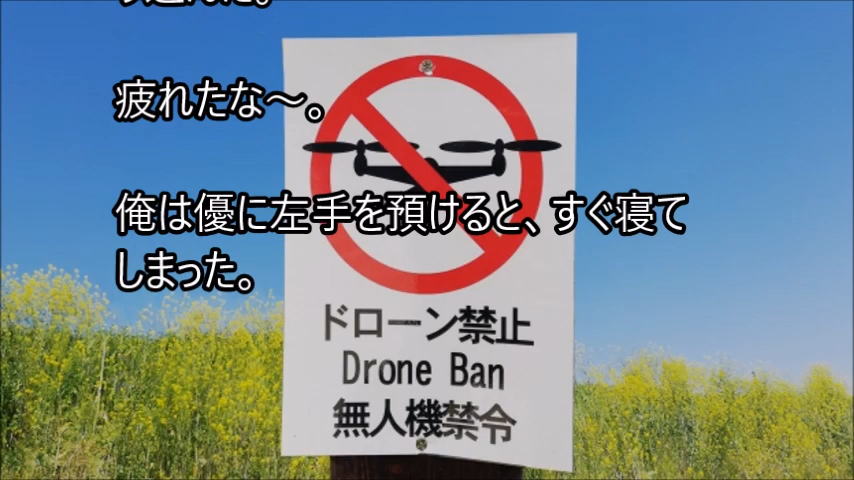 疲れたな～。
俺は優に左手を預けると、すぐ寝て
しまった。
ドローン禁止
Drone Ban
無人機禁令